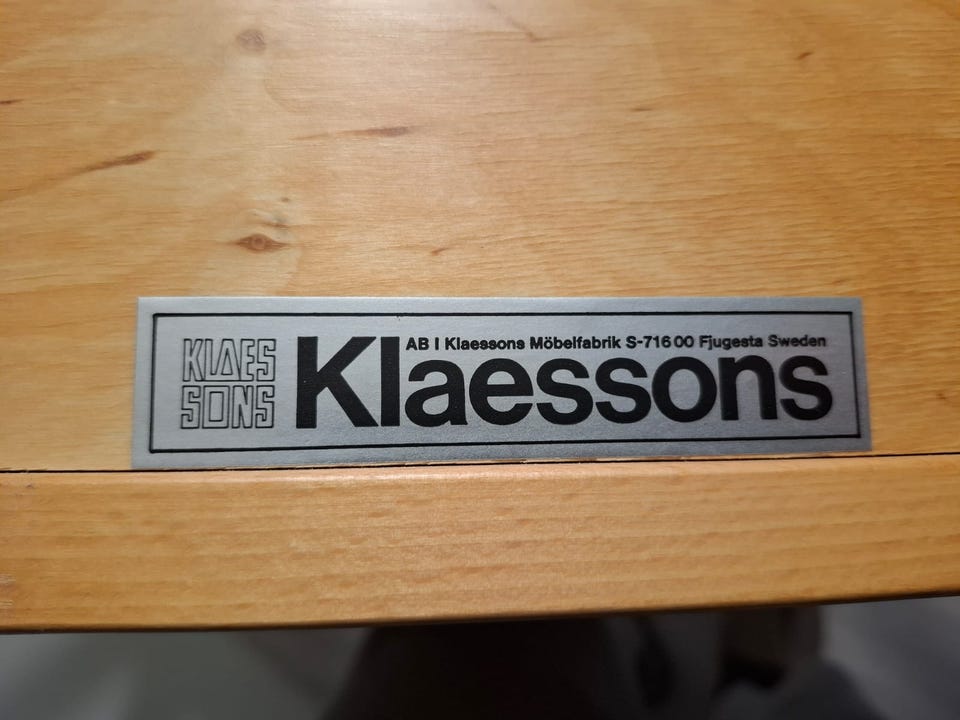 KLAES
SONS
AB I Klaessons Möbelfabrik S-716 00 Fjugesta Sweden
Klaessons